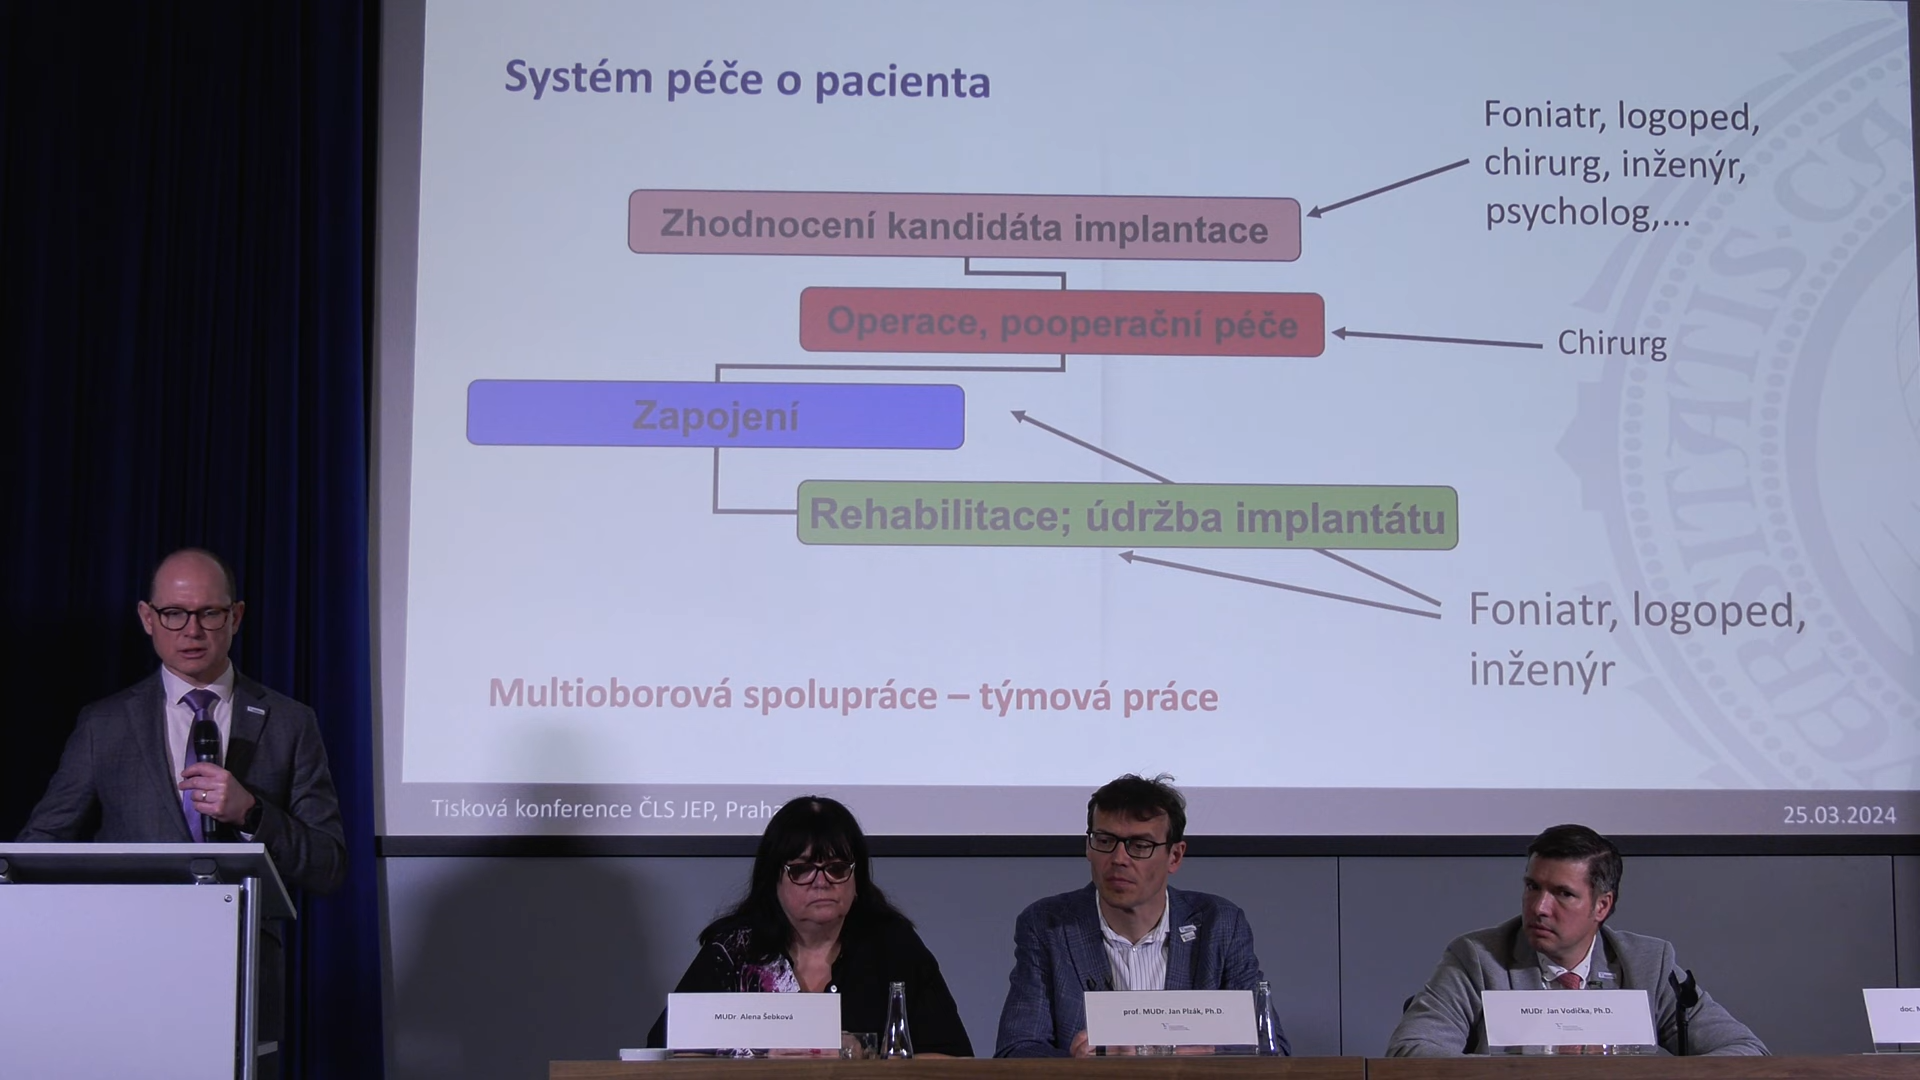 Systém péče o pacienta
Foniatr, logoped,
chirurg, inženýr,
psycholog,...
Zhodnocení kandidáta implantace
Operace, pooperační péče
Chirurg
Zapojení
Rehabilitace; údržba implantátu
Foniatr, logoped,
inženýr
Multioborová spolupráce – týmová práce
Tisková konference ČLS JEP, Praha
25.03.2024
MUDr. Alena Šebková
prof. MUDr. Jan Plzák, Ph.D.
MUDr. Jan Vodička, Ph.D.
doc.